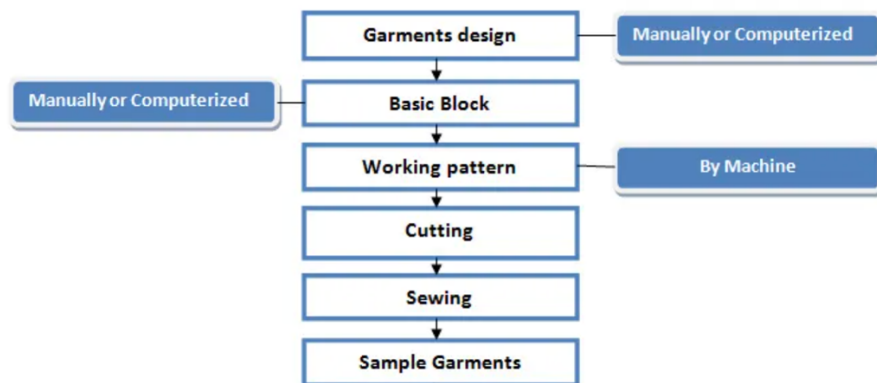 Garments design
Manually or Computerized
Manually or Computerized
Basic Block
Working pattern
By Machine
Cutting
Sewing
Sample Garments